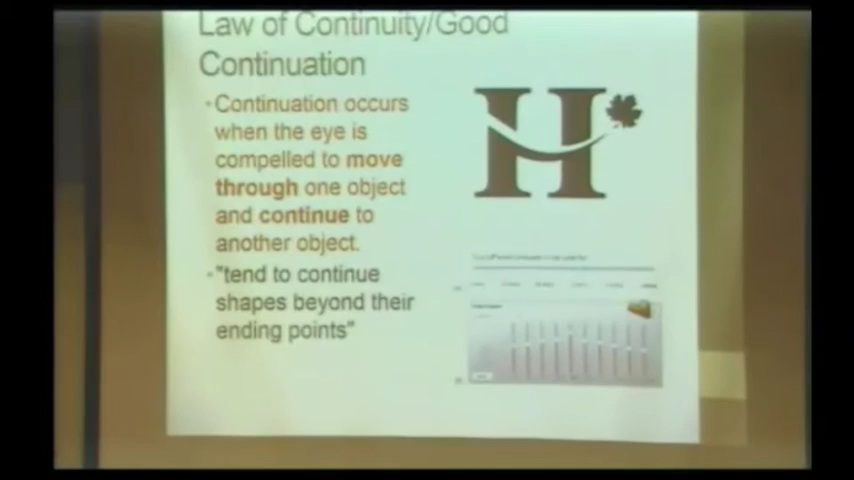 Law of Continuity/Good
Continuation
•Continuation occurs
when the eye is
compelled to move
through one object
and continue to
another object.
•"tend to continue
shapes beyond their
ending points"
H